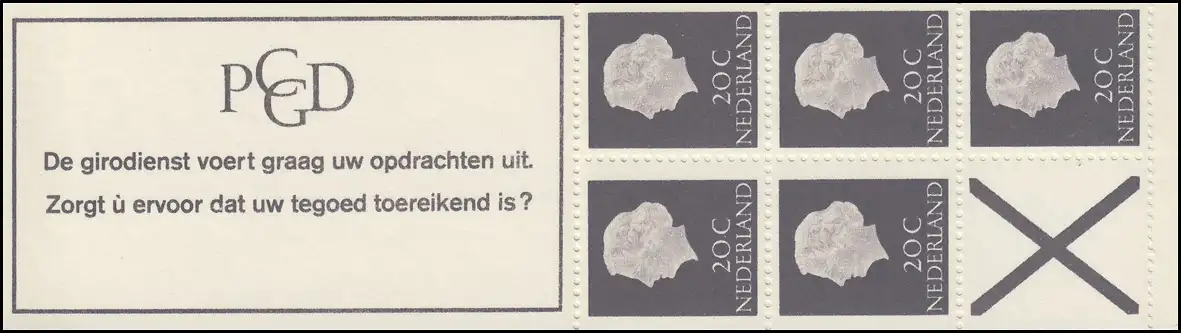 PCGD
De girodienst voert graag uw opdrachten uit.
Zorgt ù ervoor dat uw tegoed toereikend is?
20 C
NEDERLAND
20 C
NEDERLAND
20 C
NEDERLAND
20 C
NEDERLAND
20 C
NEDERLAND